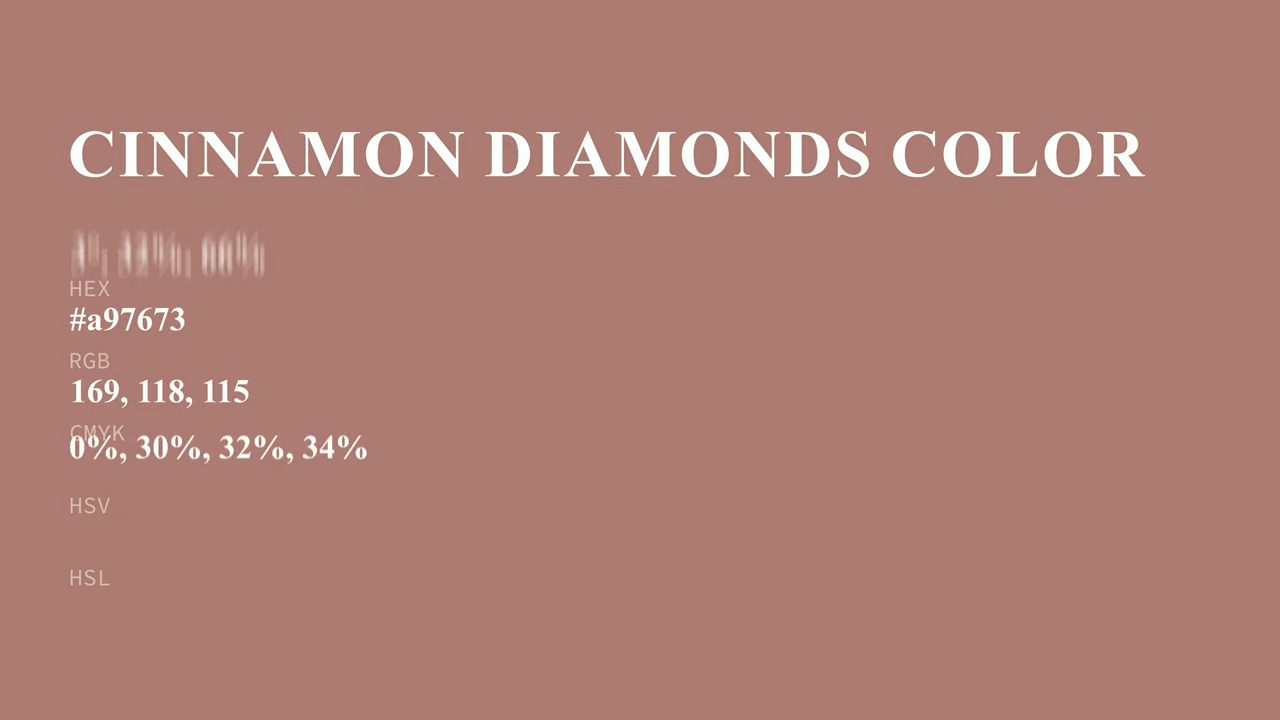 CINNAMON DIAMONDS COLOR
HEX
#a97673
RGB
169, 118, 115
CMYK
0%, 30%, 32%, 34%
HSV
HSL